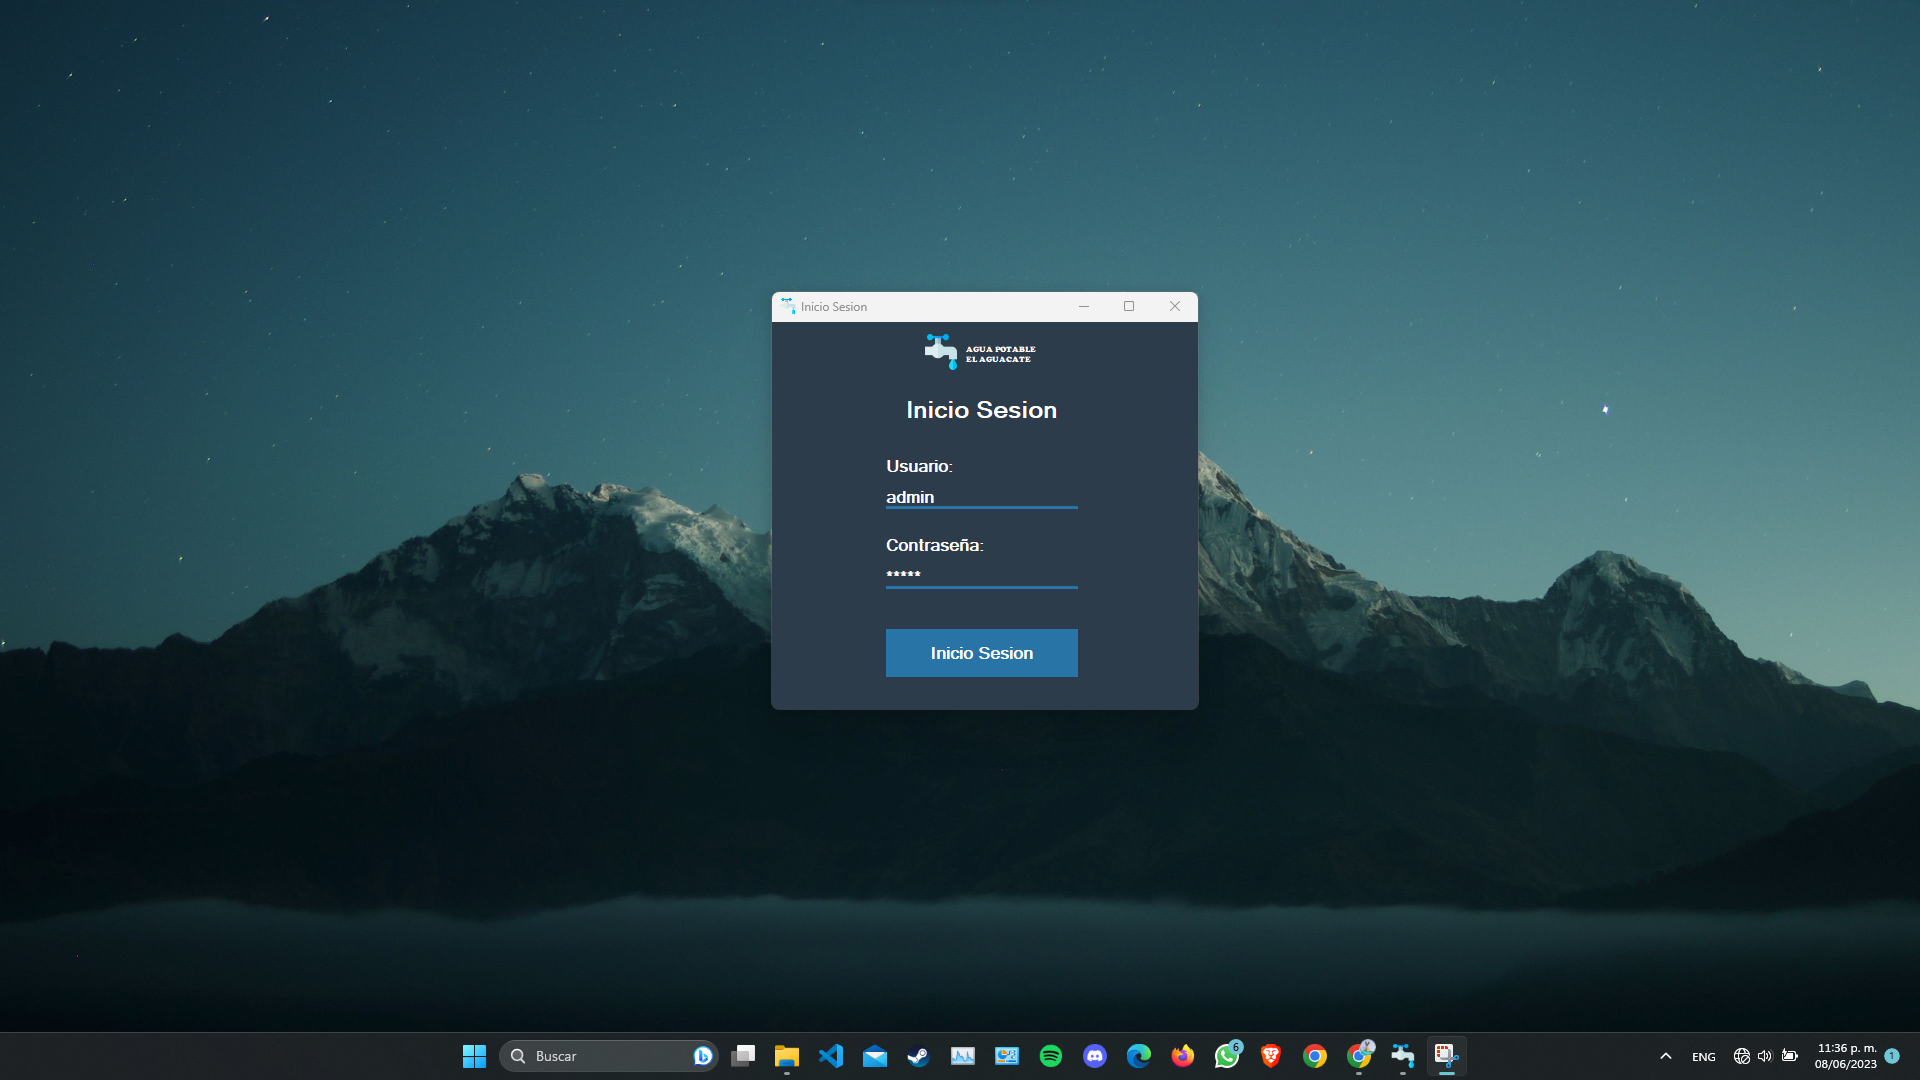 Inicio Sesion
AGUA POTABLE
EL AGUACATE
Inicio Sesion
Usuario:
admin
Contraseña:
*****
Inicio Sesion
Buscar
6
ENG
11:36 p. m.
08/06/2023
1